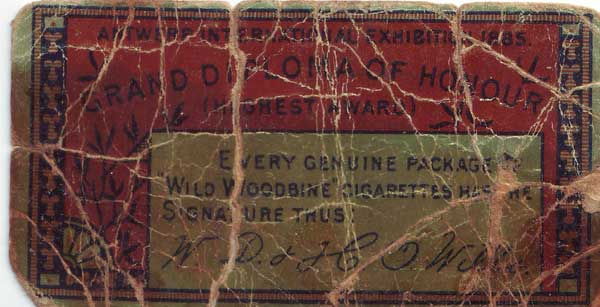 ANTWERP INTERNATIONAL EXHIBITION 1885.
GRAND DIPLOMA OF HONOUR
(HIGHEST AWARD)
EVERY GENUINE PACKAGE OF
"WILD WOODBINE" CIGARETTES HAS THE
SIGNATURE THUS:
W. D. & H. O. Wills.